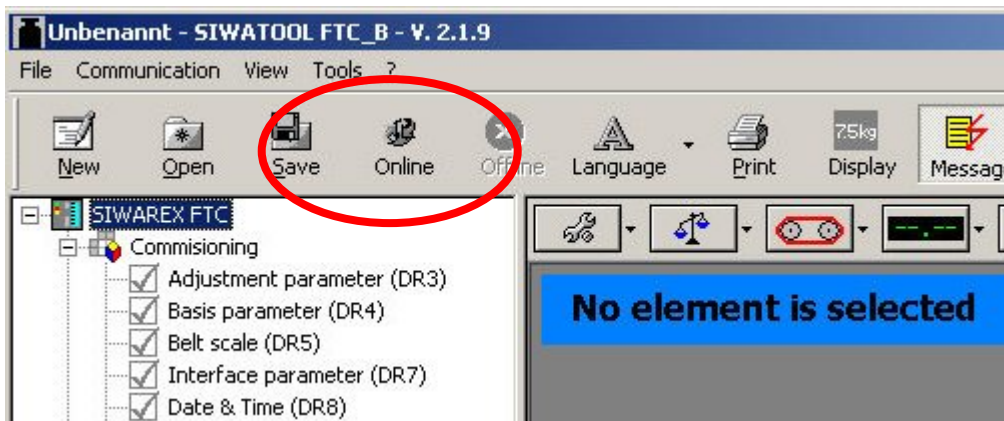 Unbenannt - SIWATOOL FTC_B - V. 2.1.9
File Communication View Tools ?
New Open Save Online Offline Language Print Display Messag
7.5kg
SIWAREX FTC
Commisioning
Adjustment parameter (DR3)
Basis parameter (DR4)
Belt scale (DR5)
Interface parameter (DR7)
Date & Time (DR8)
--.--
No element is selected